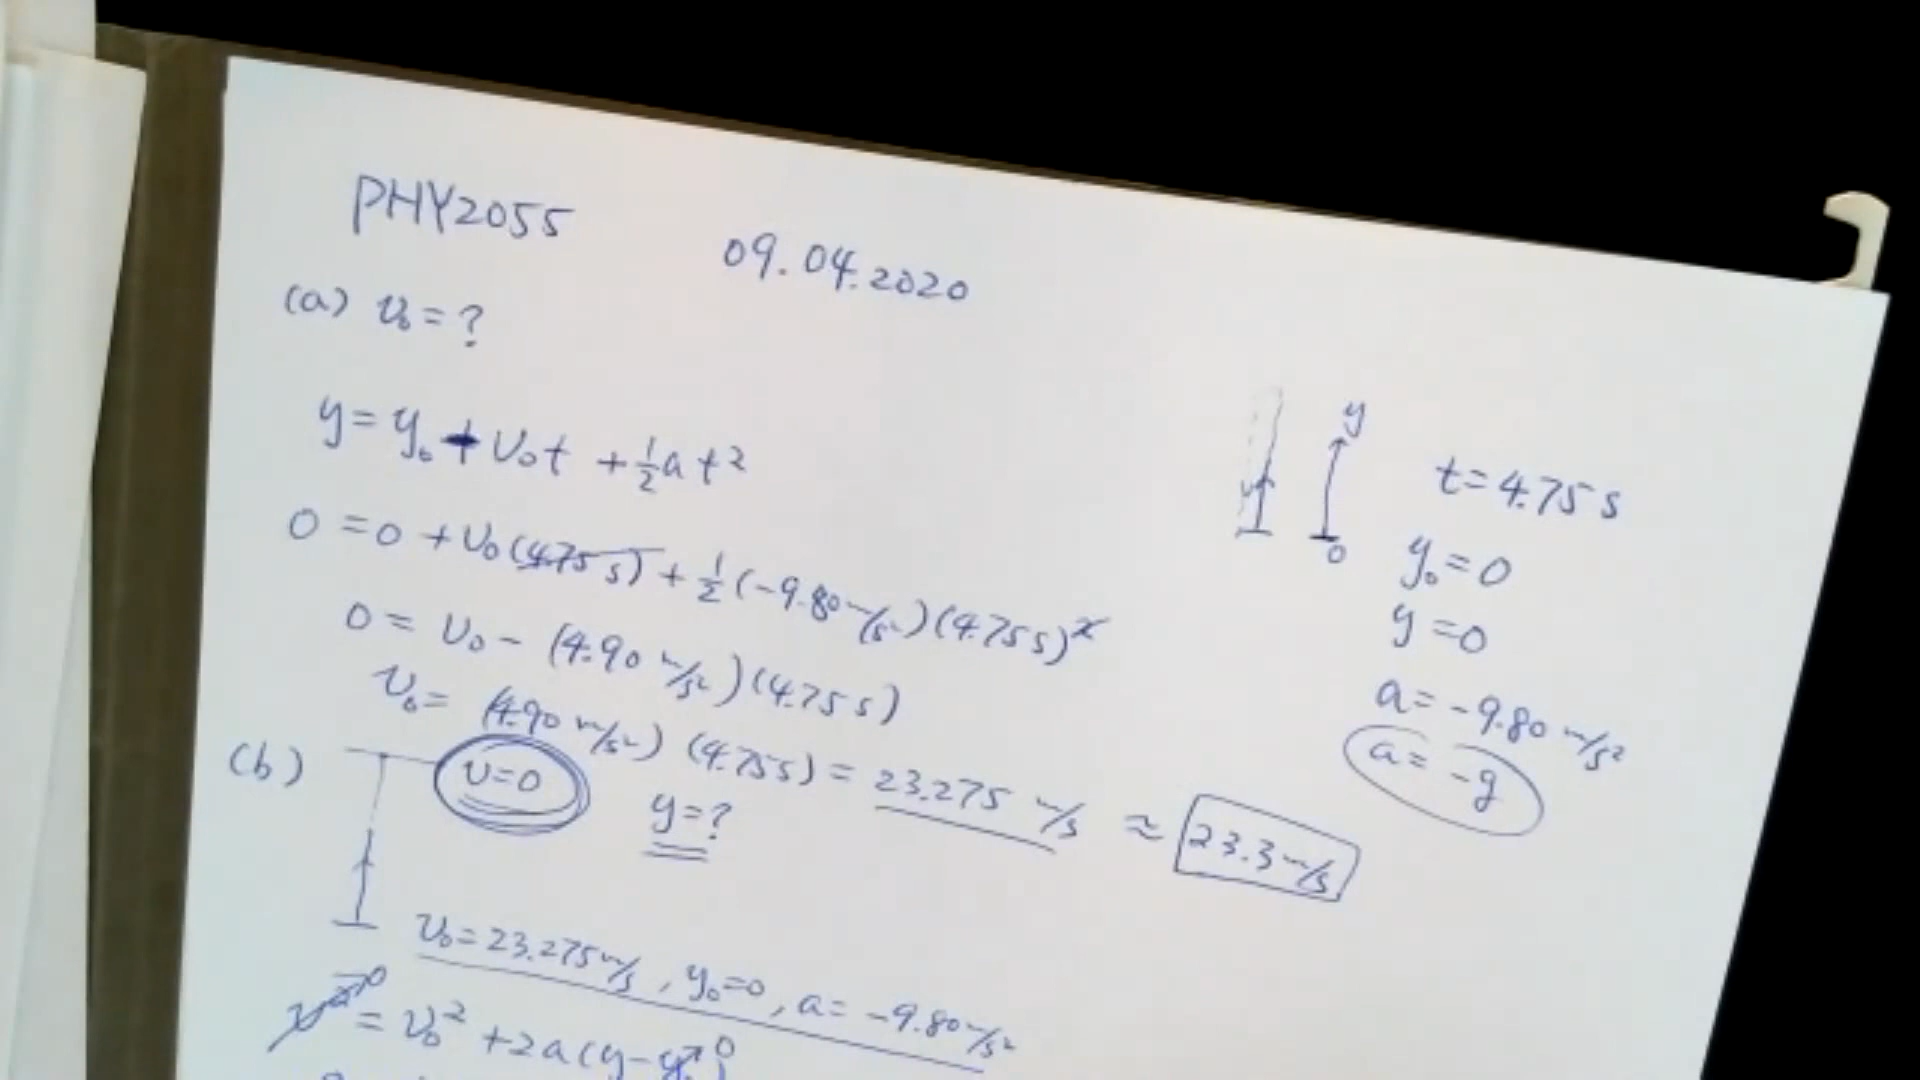 PHY2055
09.04.2020
(a) v₀ = ?
y = y₀ + v₀t + ½at²
0 = 0 + v₀(4.75 s) + ½(-9.80 m/s²)(4.75 s)²
0 = v₀ - (4.90 m/s²)(4.75 s)
v₀ = (4.90 m/s²)(4.75 s) = 23.275 m/s ≈ 23.3 m/s
y
0
t = 4.75 s
y₀ = 0
y = 0
a = -9.80 m/s²
a = -g
(b) v = 0 y = ?
v₀ = 23.275 m/s, y₀ = 0, a = -9.80 m/s²
v²→0 = v₀² + 2a(y - y₀→0)